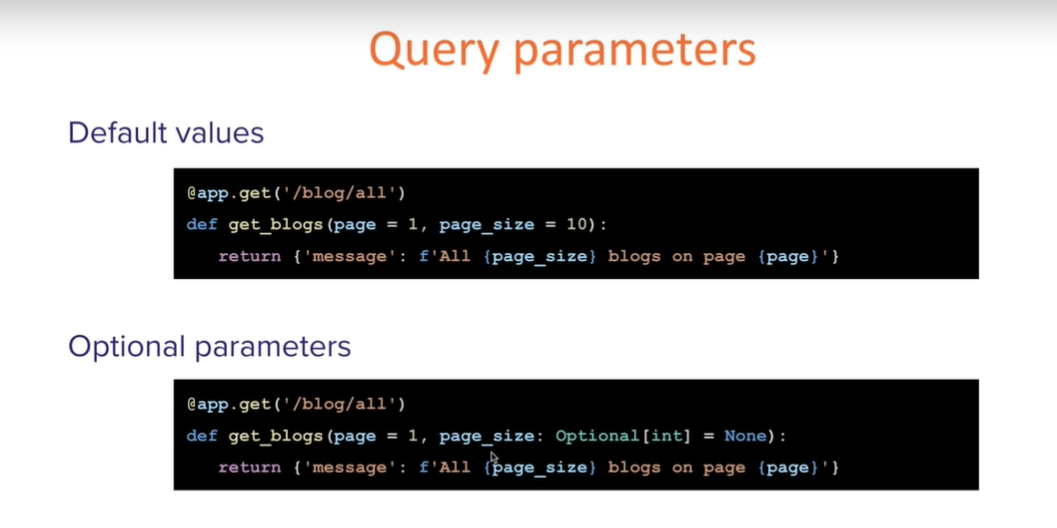 Query parameters
Default values
@app.get('/blog/all')
def get_blogs(page = 1, page_size = 10):
return {'message': f'All {page_size} blogs on page {page}'}
Optional parameters
@app.get('/blog/all')
def get_blogs(page = 1, page_size: Optional[int] = None):
return {'message': f'All {page_size} blogs on page {page}'}